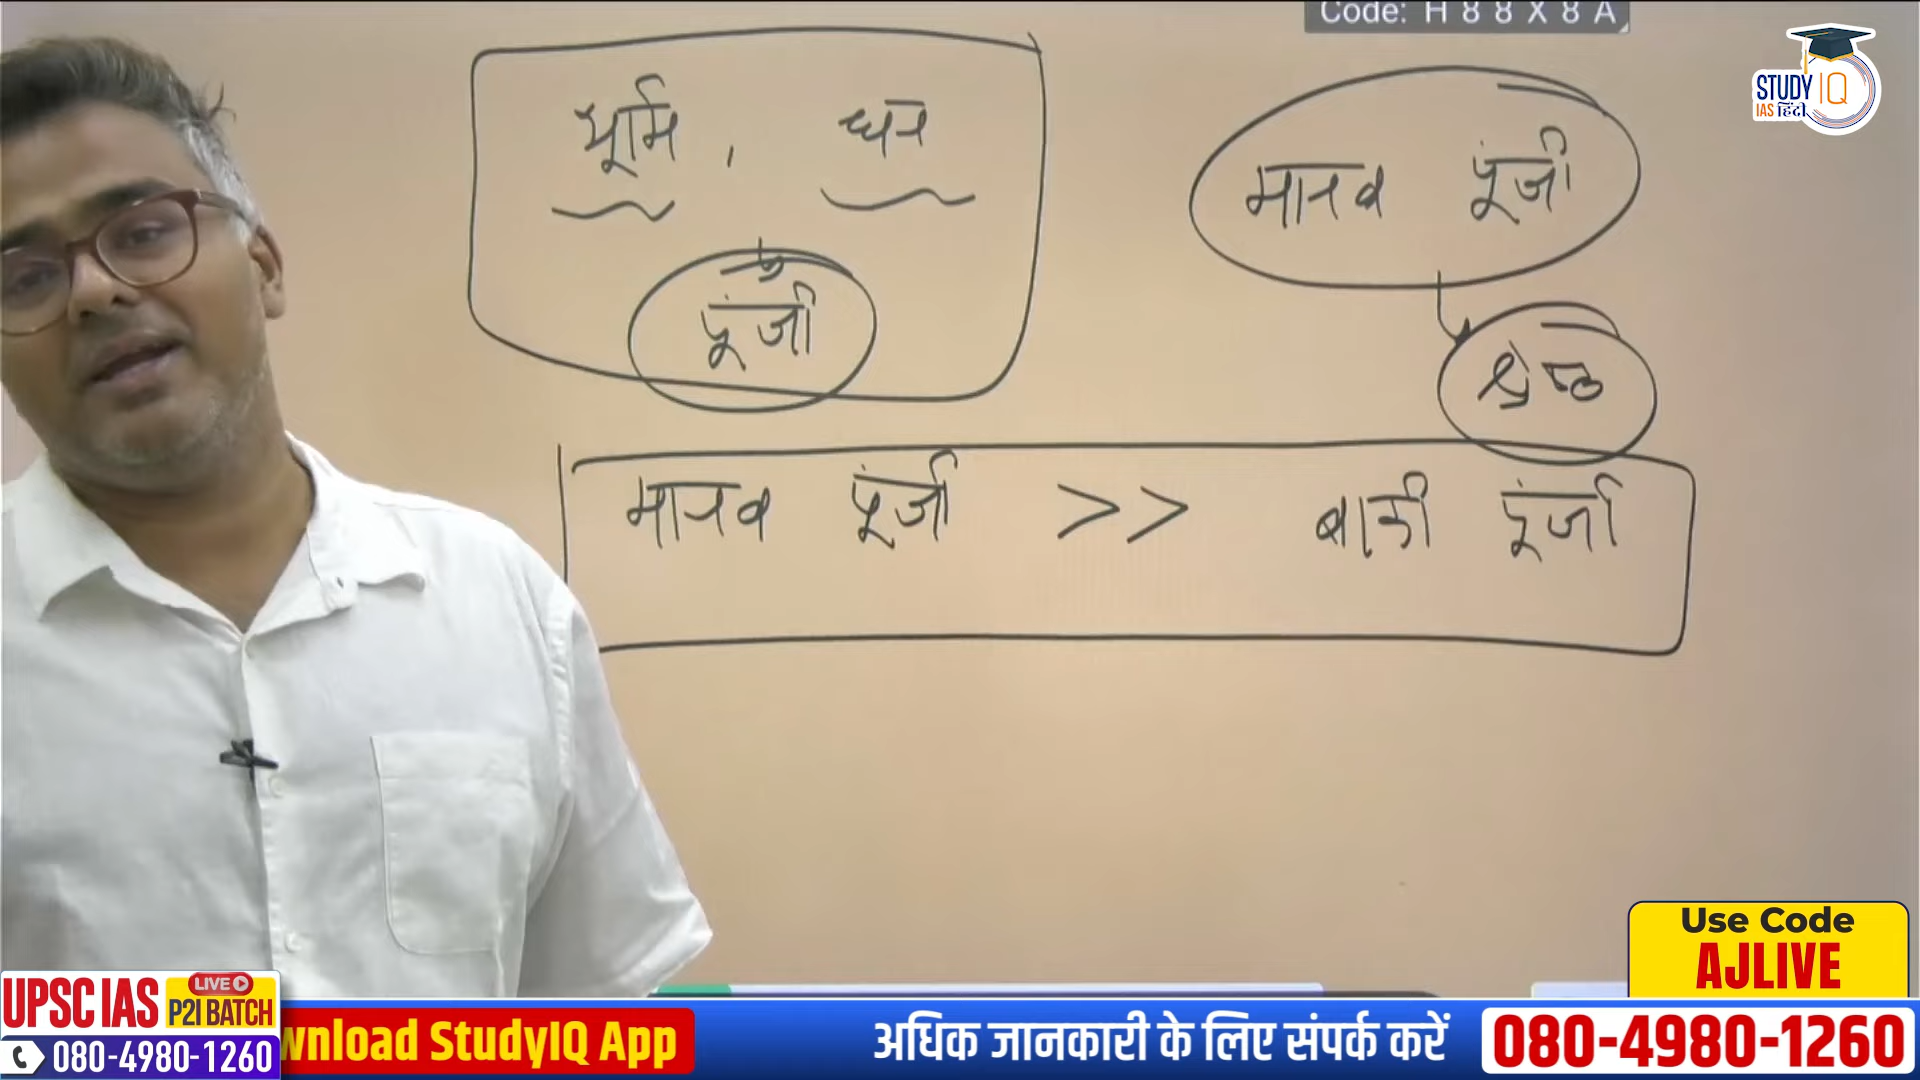 Code: H 8 8 X 8 A
STUDY IQ
IAS हिंदी
भूमि , धन
पूंजी
मानव पूंजी
श्रेष्ठ
मानव पूंजी >> बाकी पूंजी
Use Code
AJLIVE
LIVE
UPSC IAS P2I BATCH
080-4980-1260
wnload StudyIQ App
अधिक जानकारी के लिए संपर्क करें
080-4980-1260